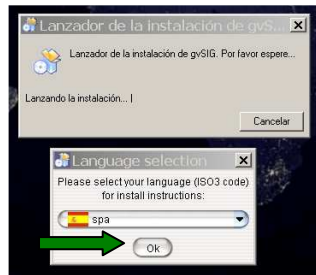 Lanzador de la instalación de gvS...
Lanzador de la instalación de gvSIG. Por favor espere...
Lanzando la instalación... |
Cancelar
Language selection
Please select your language (ISO3 code)
for install instructions:
spa
Ok